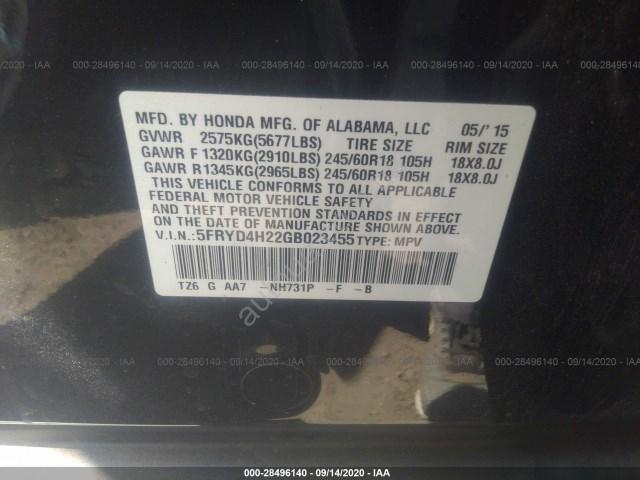 000-28496140 - 09/14/2020 - IAA
MFD. BY HONDA MFG. OF ALABAMA, LLC 05/'15
GVWR 2575KG(5677LBS) TIRE SIZE RIM SIZE
GAWR F 1320KG(2910LBS) 245/60R18 105H 18X8.0J
GAWR R1345KG(2965LBS) 245/60R18 105H 18X8.0J
THIS VEHICLE CONFORMS TO ALL APPLICABLE
FEDERAL MOTOR VEHICLE SAFETY
AND THEFT PREVENTION STANDARDS IN EFFECT
ON THE DATE OF MANUFACTURE SHOWN ABOVE.
V.I.N.:5FRYD4H22GB023455 TYPE: MPV
TZ6 G AA7 -NH731P -F -B
000-28496140 - 09/14/2020 - IAA
000-28496140 - 09/14/2020 - IAA